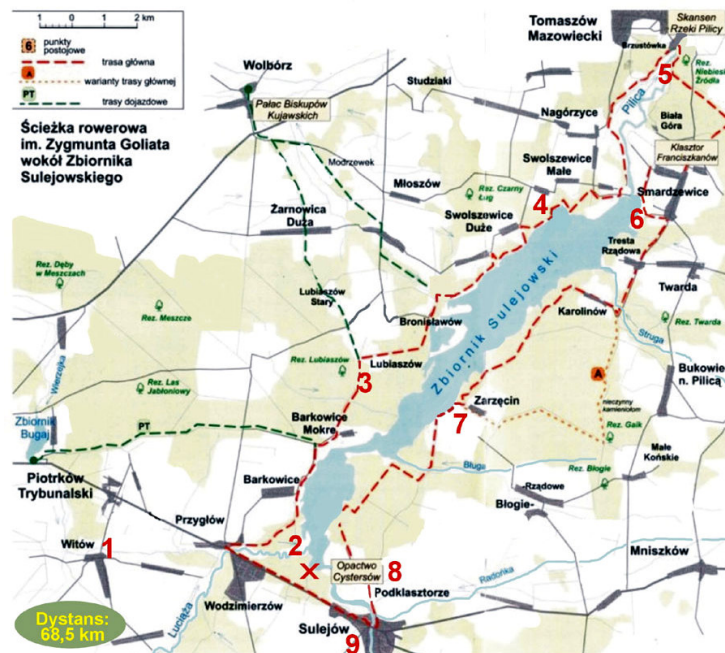 0 1 2 km
6 punkty postojowe
trasa główna
A warianty trasy głównej
PT trasy dojazdowe
Ścieżka rowerowa
im. Zygmunta Goliata
wokół Zbiornika
Sulejowskiego
Tomaszów
Mazowiecki
Skansen
Rzeki Pilicy
Brzustówka
5
Rez.
Niebieskie
Źródła
Wolbórz
Pałac Biskupów
Kujawskich
Studzianki
Pilica
Nagórzyce
Biała
Góra
Klasztor
Franciszkanów
Modrzewek
Swolszewice
Małe
Młoszów
Rez. Czarny
Ług
4
Smardzewice
6
Żarnowica
Duża
Swolszewice
Duże
Tresta
Rządowa
Rez. Dęby
w Meszczach
Twarda
Lubiaszów
Stary
Rez. Meszcze
Karolinów
Bronisławów
Zbiornik Sulejowski
Rez. Twarda
Struga
Wierzejka
Rez. Lubiaszów
Lubiaszów
3
Bukowiec
n. Pilicą
A
Rez. Las
Jabłoniowy
Zarzęcin
7
nieczynny
kamieniołom
Zbiornik
Bugaj
PT
Barkowice
Mokre
Rez. Gaik
Małe
Końskie
Piotrków
Trybunalski
Bługa
Rez. Błogie
Barkowice
-Rządowe
Błogie-
Przygłów
Witów
1
2
Mniszków
Opactwo
Cystersów
8
Radońka
Podklasztorze
Luciąża
Włodzimierzów
Sulejów
9
Dystans:
68,5 km